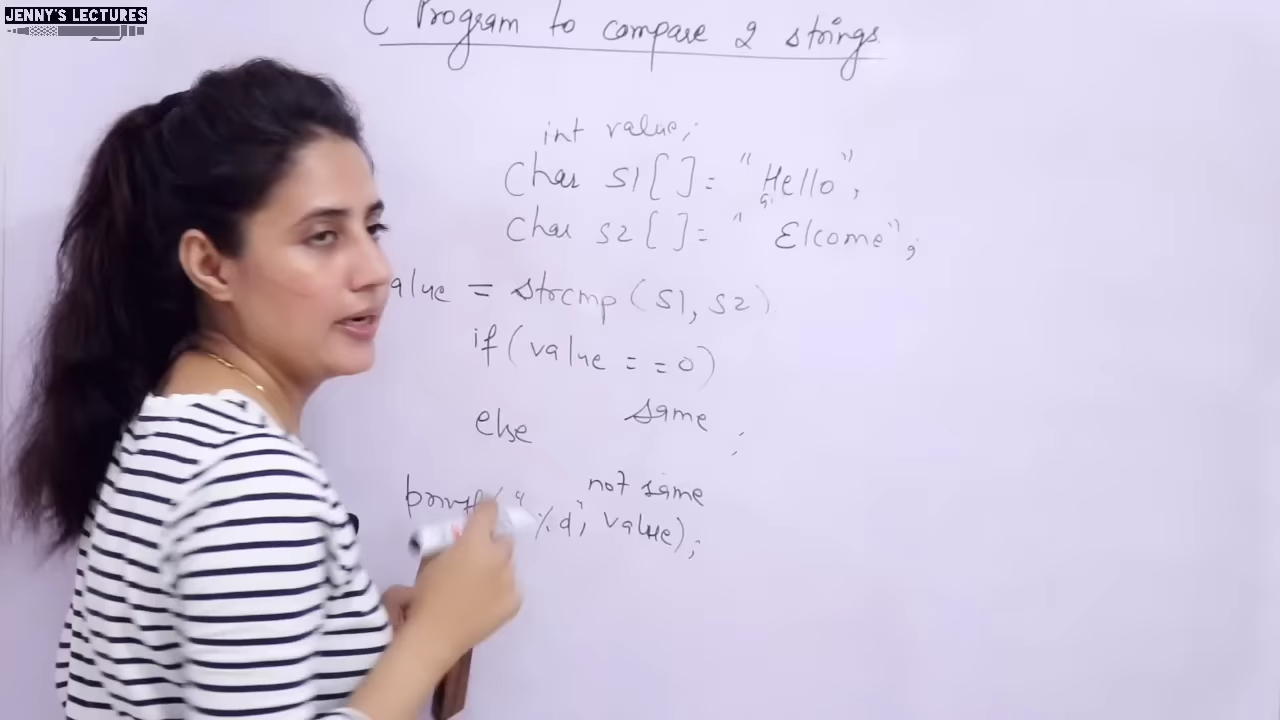 JENNY'S LECTURES
C Program to compare 2 strings
int value;
Char S1[ ]= "Hello",
Char S2[ ]= " Elcome";
alue = strcmp (S1, S2)
if (value ==0)
same
else ;
not same
"%d", value);